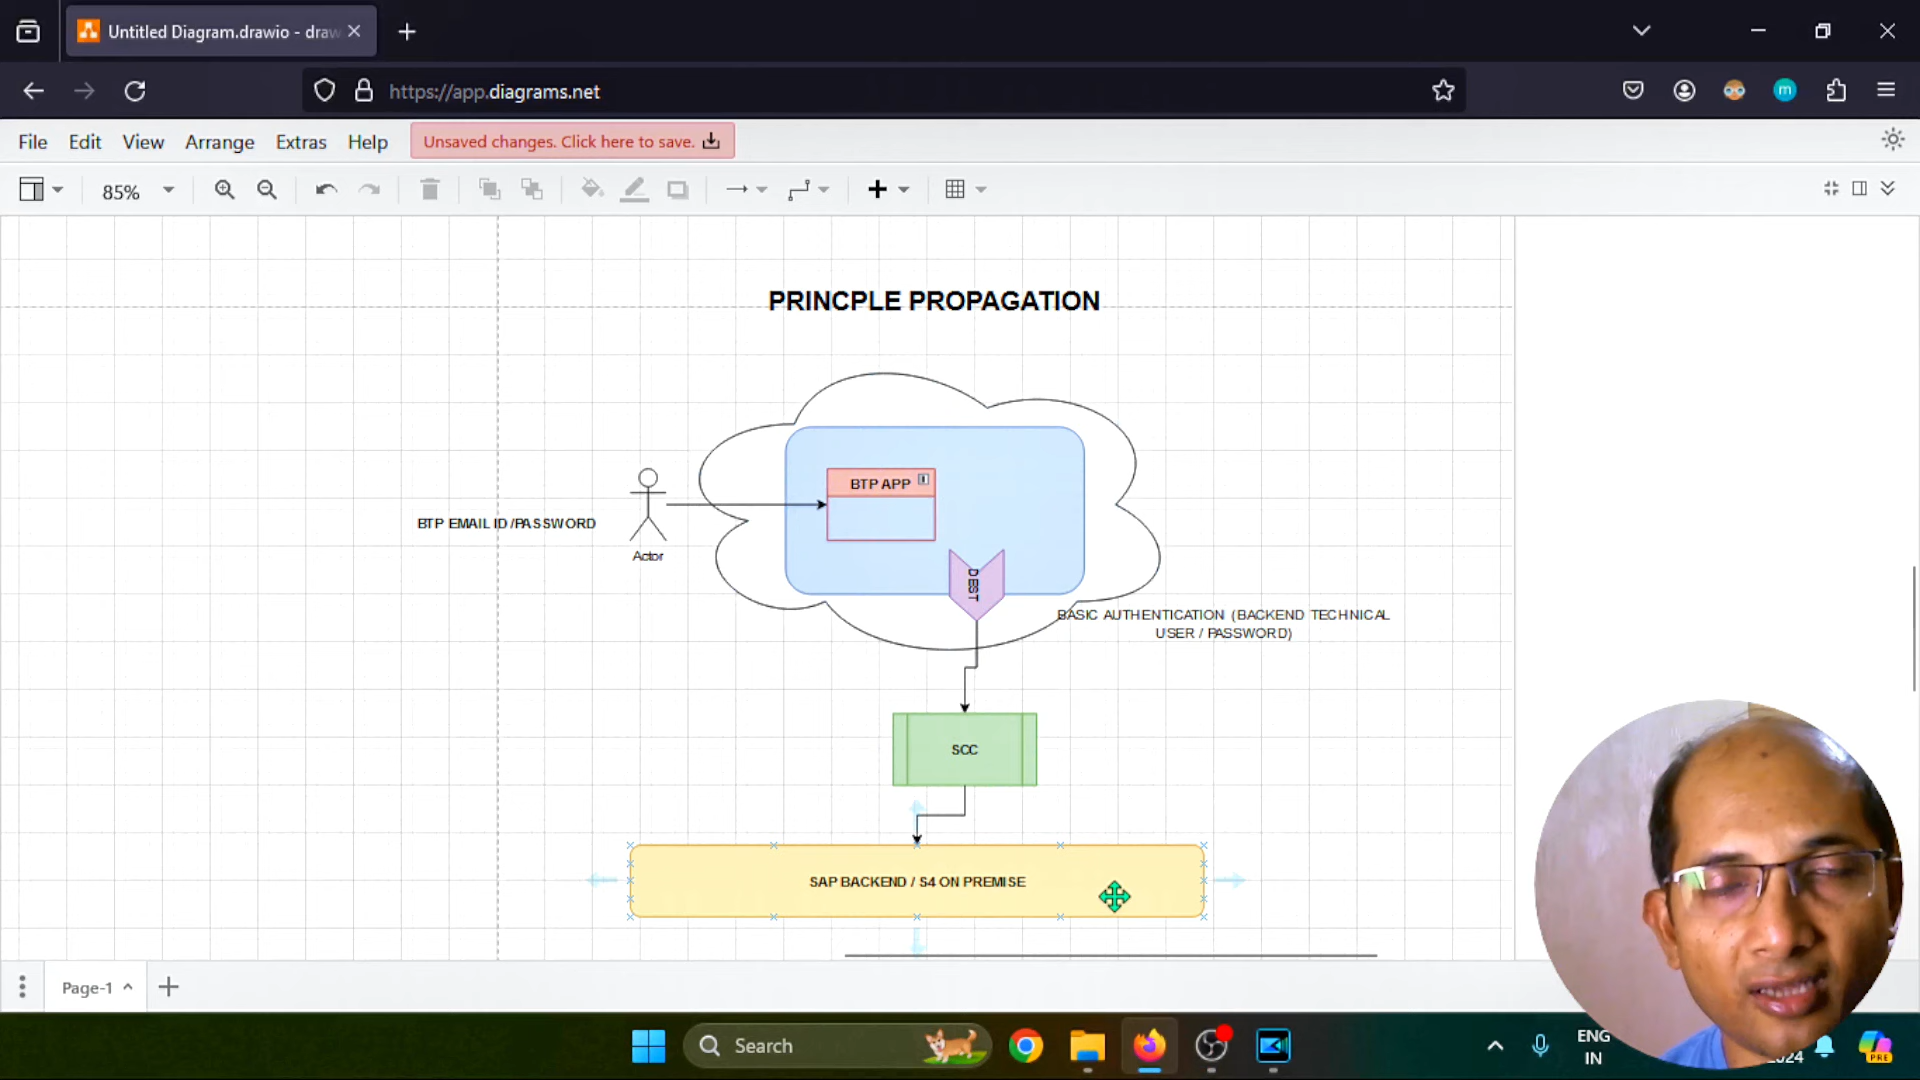 Untitled Diagram.drawio - draw
https://app.diagrams.net
File Edit View Arrange Extras Help Unsaved changes. Click here to save.
85%
PRINCPLE PROPAGATION
BTP APP
BTP EMAIL ID /PASSWORD
Actor
DEST
BASIC AUTHENTICATION (BACKEND TECHNICAL
USER / PASSWORD)
SCC
SAP BACKEND / S4 ON PREMISE
Page-1
Search
ENG
IN
2024
PRE
m